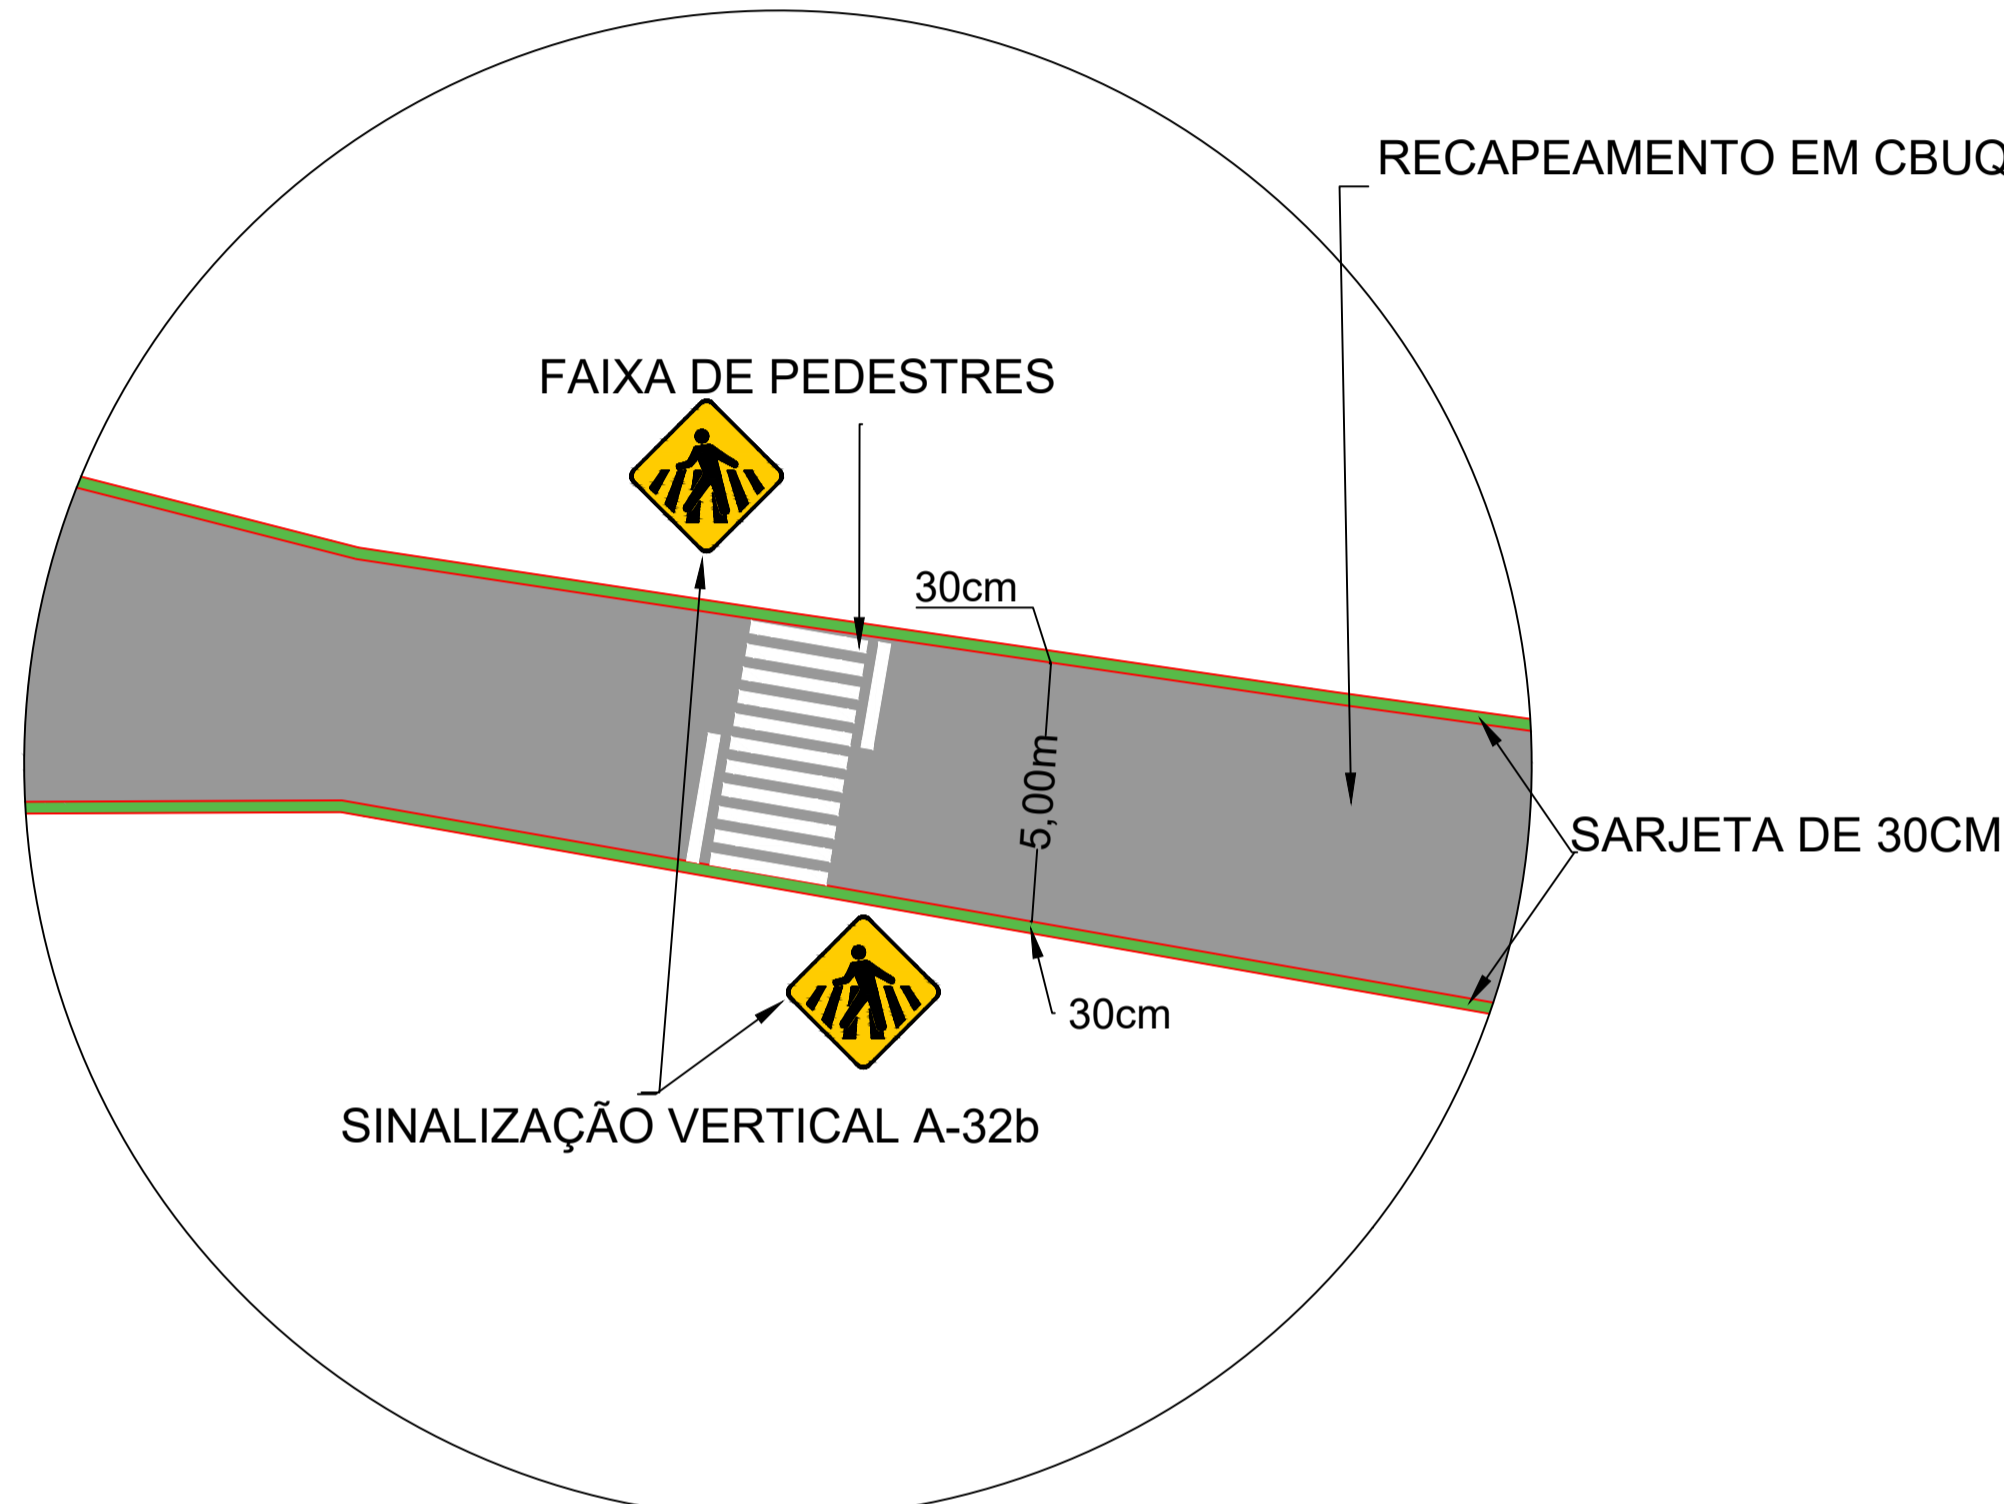 RECAPEAMENTO EM CBUQ
FAIXA DE PEDESTRES
30cm
5,00m
SARJETA DE 30CM
30cm
SINALIZAÇÃO VERTICAL A-32b